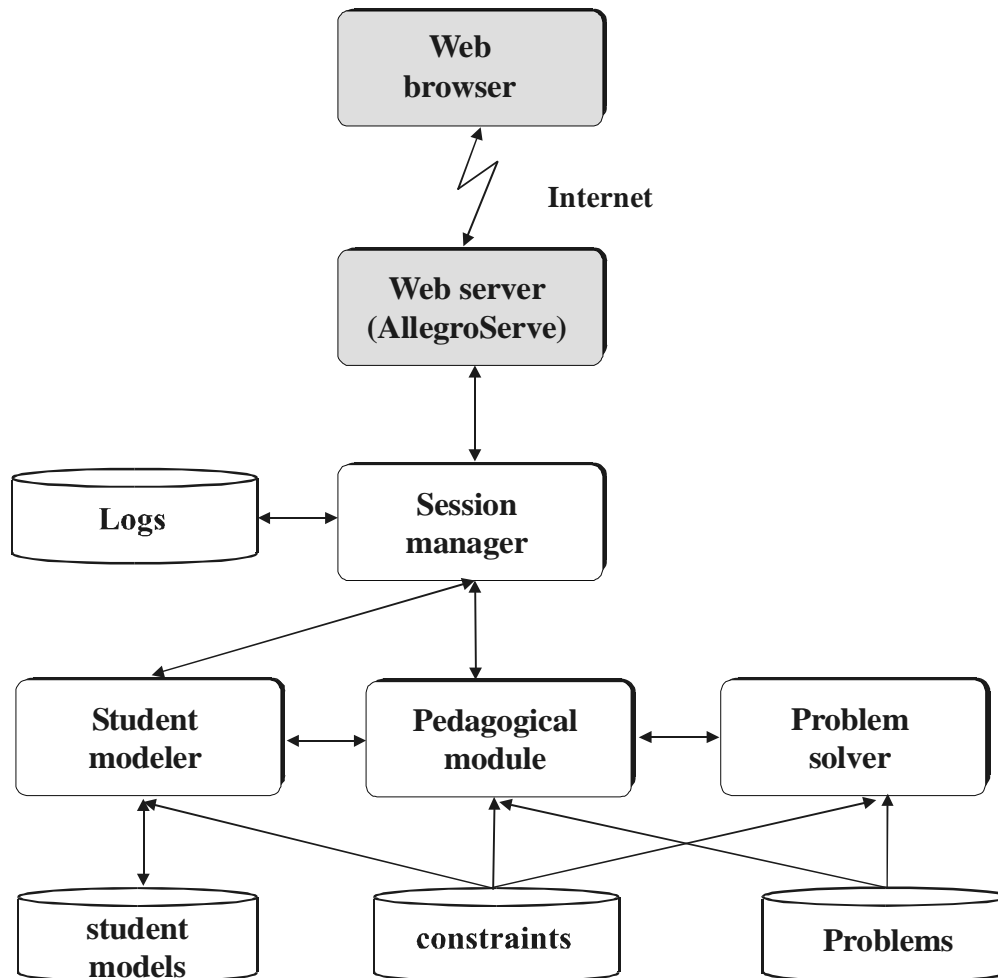 Web
browser
Internet
Web server
(AllegroServe)
Logs
Session
manager
Student
modeler
Pedagogical
module
Problem
solver
student
models
constraints
Problems